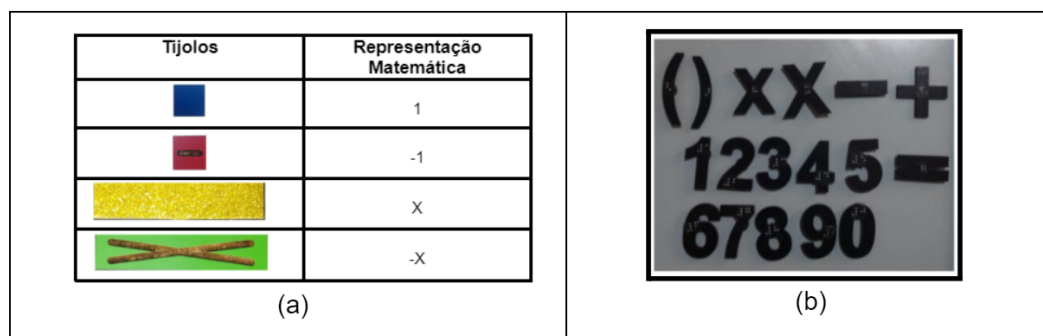 Tijolos
Representação
Matemática
1
-1
X
-X
(a)
( ) x X − +
1 2 3 4 5 =
6 7 8 9 0
(b)